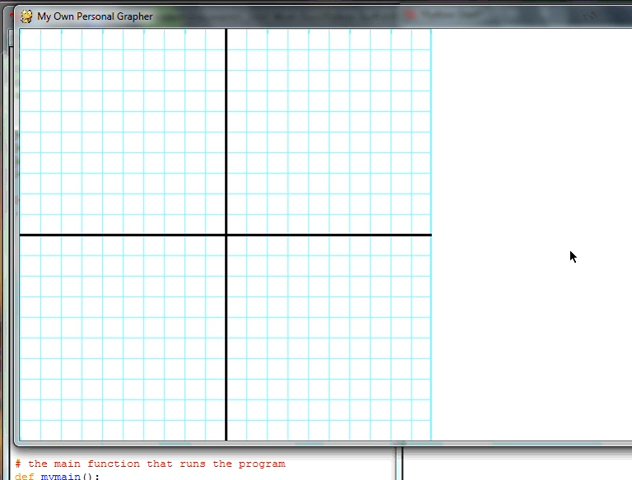 My Own Personal Grapher
# the main function that runs the program
def mymain():